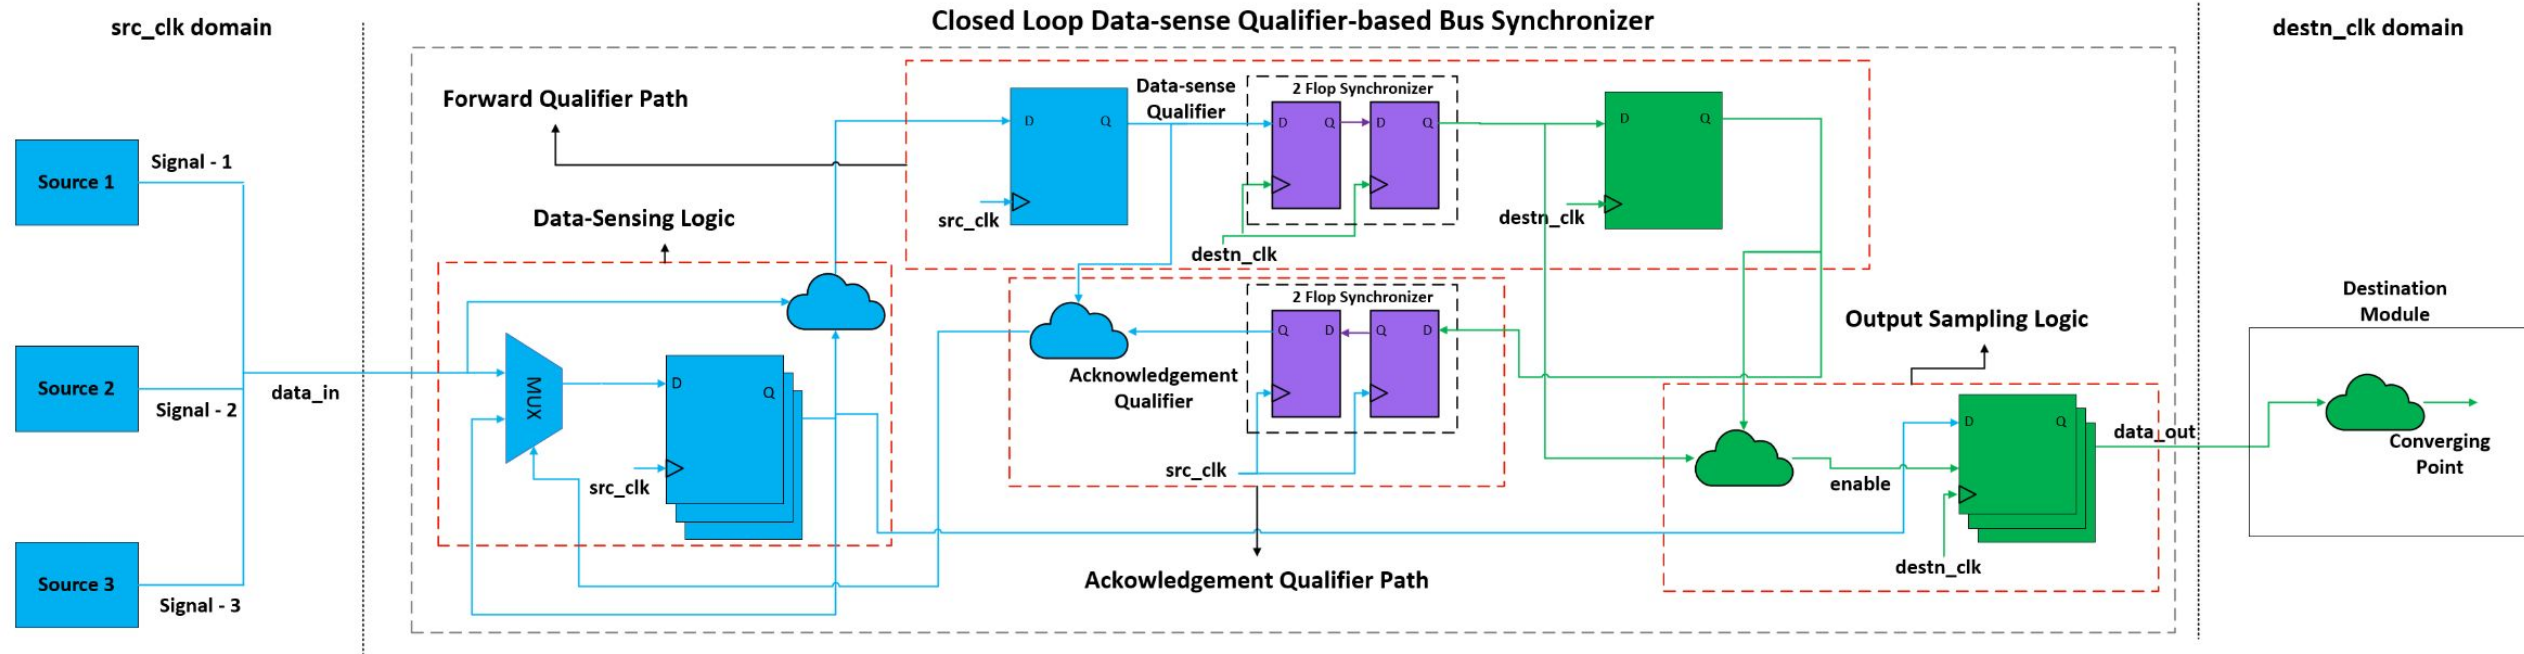 Closed Loop Data-sense Qualifier-based Bus Synchronizer
src_clk domain
destn_clk domain
Source 1
Signal - 1
Source 2
Signal - 2
Source 3
Signal - 3
data_in
Forward Qualifier Path
Data-Sensing Logic
MUX
D
Q
src_clk
D
Q
src_clk
Data-sense
Qualifier
2 Flop Synchronizer
D
Q
D
Q
destn_clk
D
Q
destn_clk
2 Flop Synchronizer
Q
D
Q
D
Acknowledgement
Qualifier
src_clk
Ackowledgement Qualifier Path
Output Sampling Logic
enable
D
Q
destn_clk
data_out
Destination
Module
Converging
Point